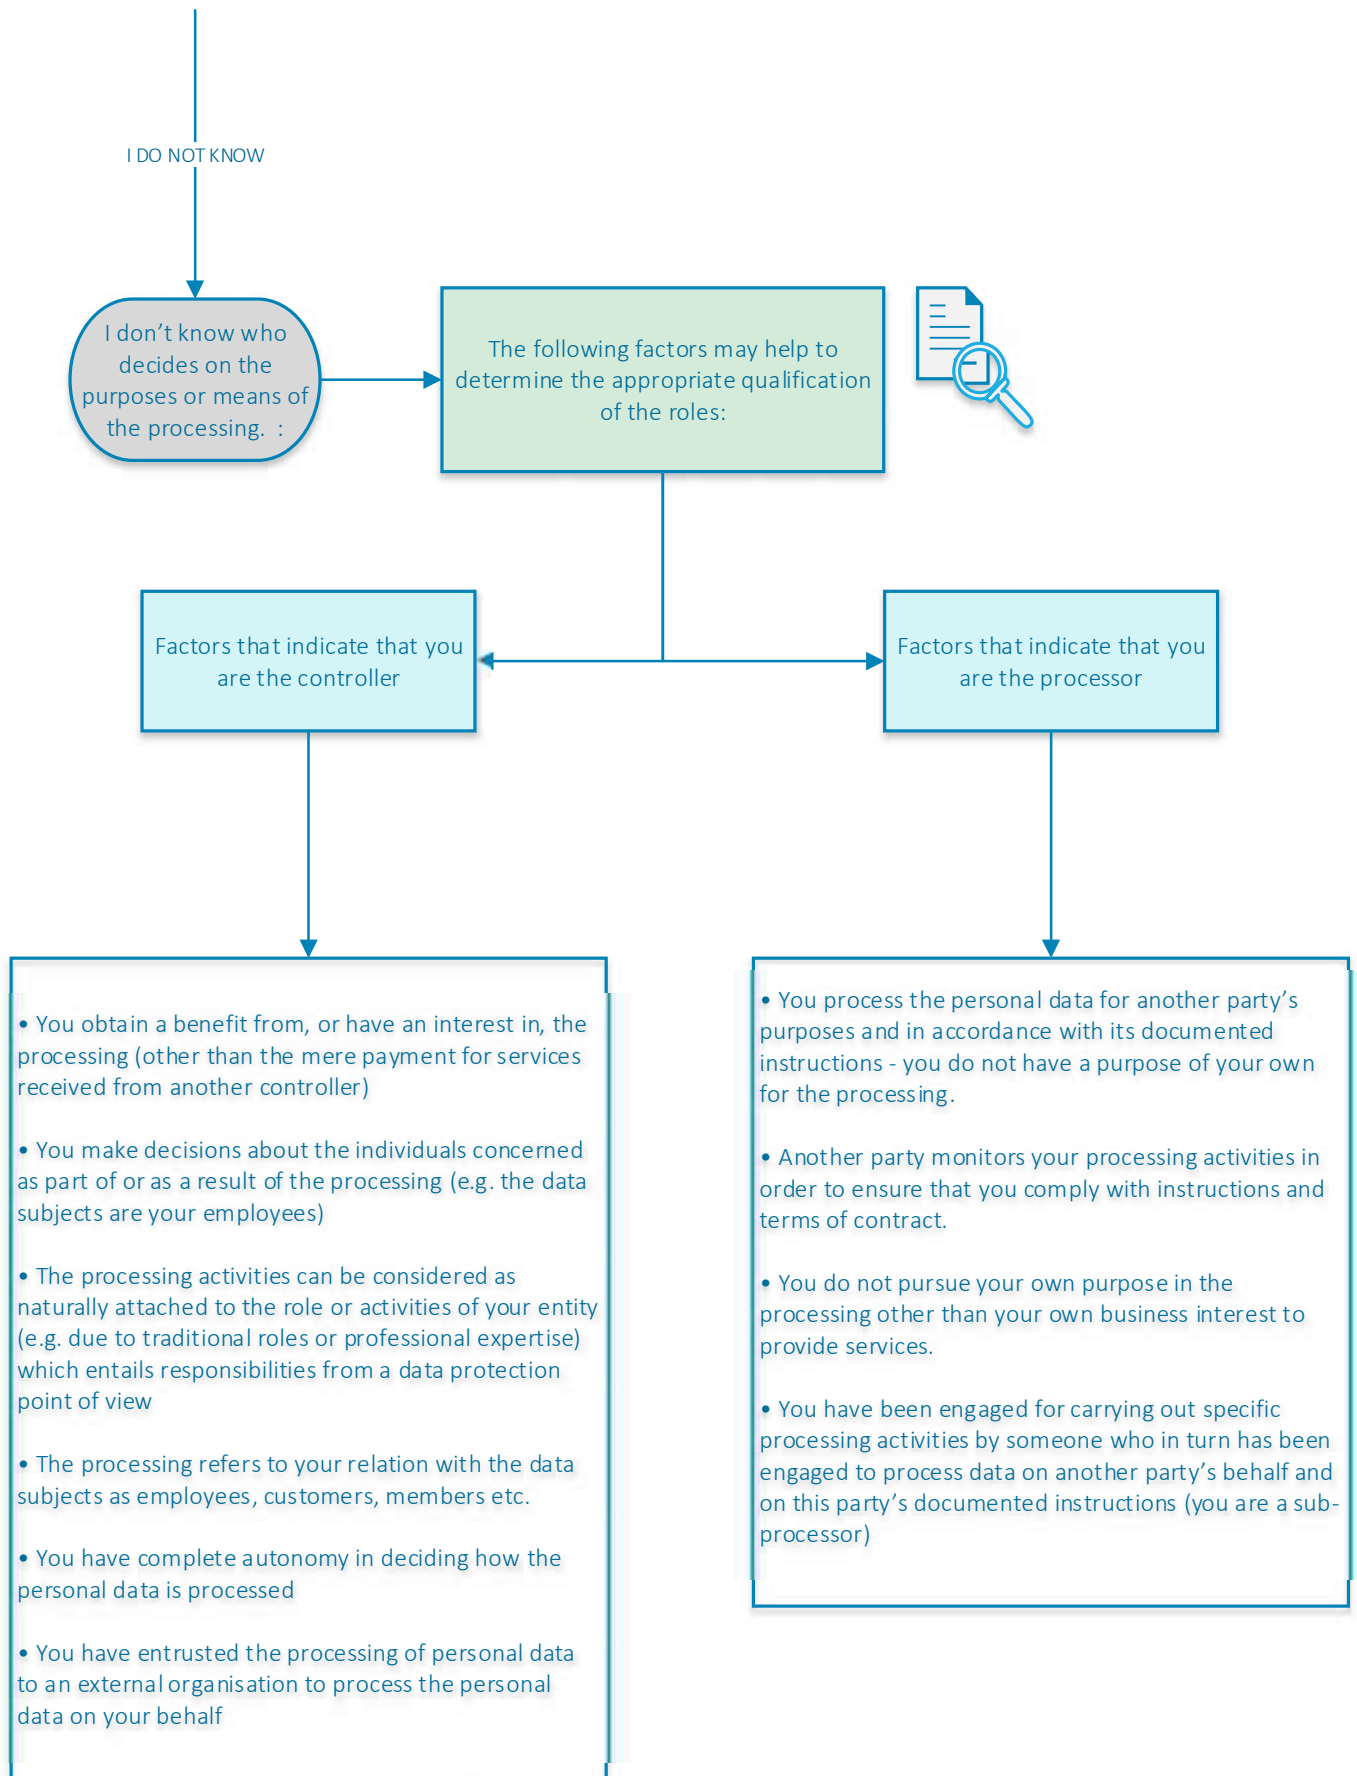 I DO NOT KNOW
I don’t know who
decides on the
purposes or means of
the processing.  :
The following factors may help to
determine the appropriate qualification
of the roles:
Factors that indicate that you
are the controller
Factors that indicate that you
are the processor
• You obtain a benefit from, or have an interest in, the
processing (other than the mere payment for services
received from another controller)
• You make decisions about the individuals concerned
as part of or as a result of the processing (e.g. the data
subjects are your employees)
• The processing activities can be considered as
naturally attached to the role or activities of your entity
(e.g. due to traditional roles or professional expertise)
which entails responsibilities from a data protection
point of view
• The processing refers to your relation with the data
subjects as employees, customers, members etc.
• You have complete autonomy in deciding how the
personal data is processed
• You have entrusted the processing of personal data
to an external organisation to process the personal
data on your behalf
• You process the personal data for another party’s
purposes and in accordance with its documented
instructions - you do not have a purpose of your own
for the processing.
• Another party monitors your processing activities in
order to ensure that you comply with instructions and
terms of contract.
• You do not pursue your own purpose in the
processing other than your own business interest to
provide services.
• You have been engaged for carrying out specific
processing activities by someone who in turn has been
engaged to process data on another party’s behalf and
on this party’s documented instructions (you are a sub-
processor)